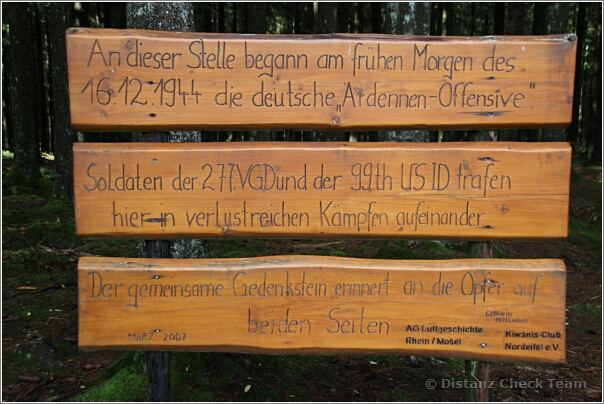 An dieser Stelle begann am frühen Morgen des
16.12.1944 die deutsche „Ardennen-Offensive"
Soldaten der 277.VGD und der 99th US ID trafen
hier in verlustreichen Kämpfen aufeinander
Der gemeinsame Gedenkstein erinnert an die Opfer auf
beiden Seiten
GEMEINDE
HELLENTHAL
MÄRZ 2007
AG Luftgeschichte
Rhein / Mosel
Kiwanis-Club
Nordeifel e.V.
© Distanz Check Team